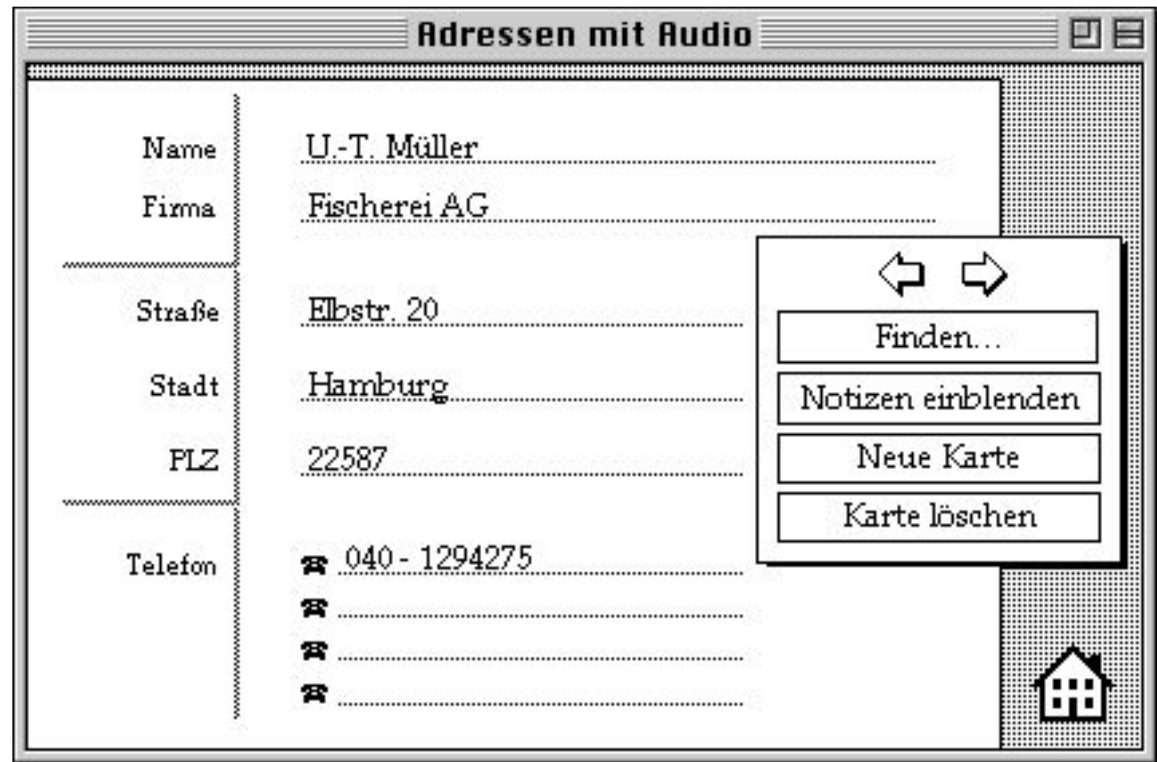 Adressen mit Audio
Name U.-T. Müller
Firma Fischerei AG
Straße Elbstr. 20
Stadt Hamburg
PLZ 22587
Telefon 040 - 1294275
Finden...
Notizen einblenden
Neue Karte
Karte löschen